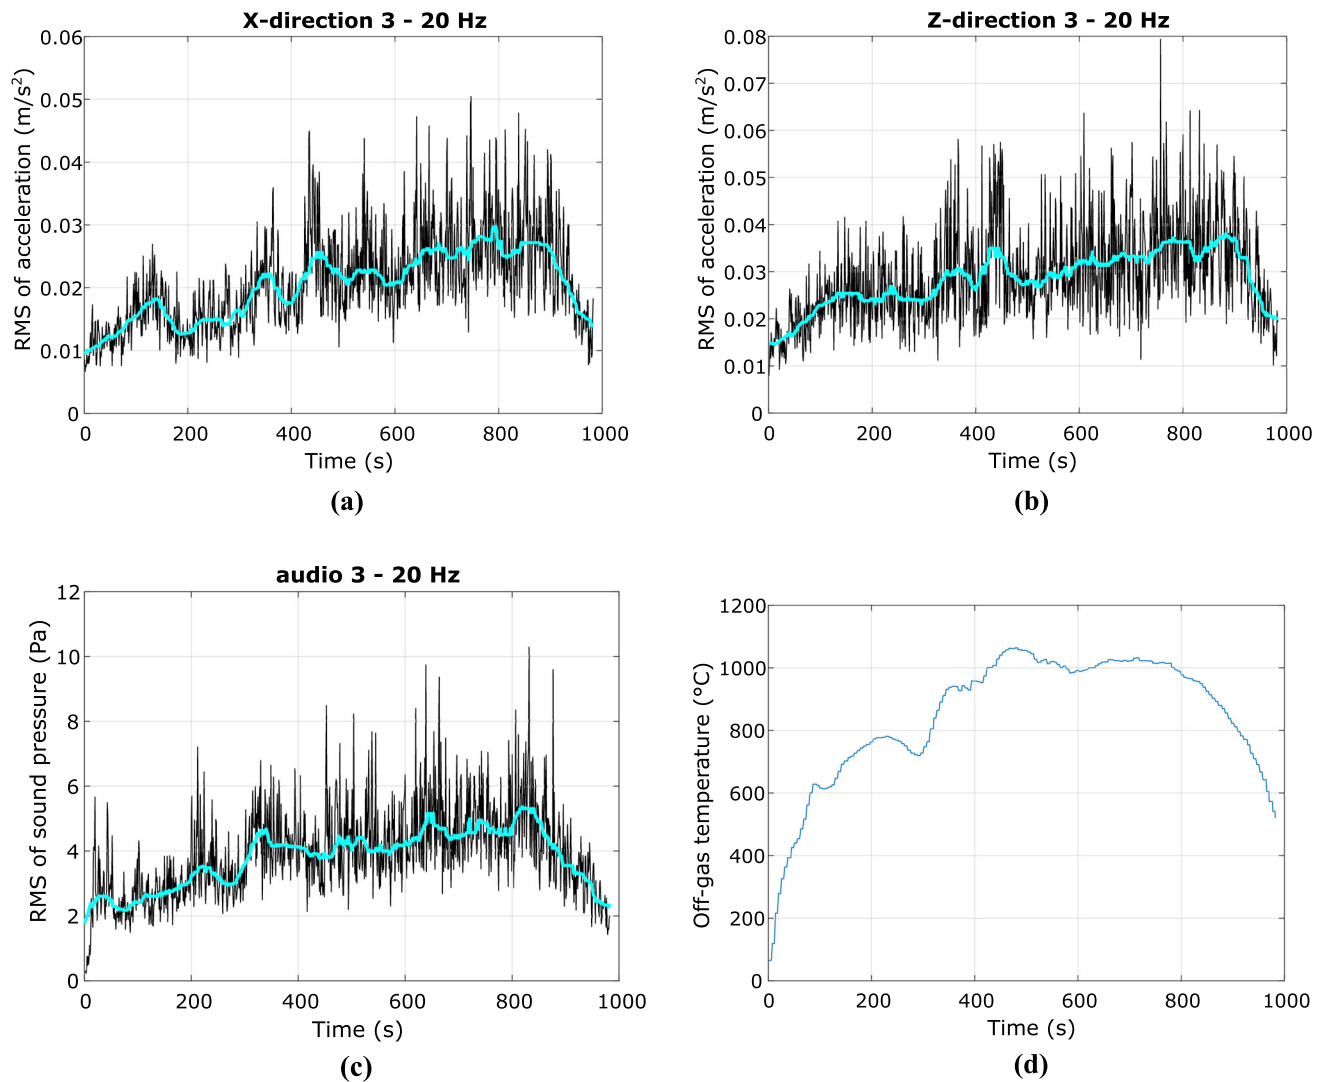 X-direction 3 - 20 Hz
RMS of acceleration (m/s²)
0.06
0.05
0.04
0.03
0.02
0.01
0
0 200 400 600 800 1000
Time (s)
(a)
Z-direction 3 - 20 Hz
RMS of acceleration (m/s²)
0.08
0.07
0.06
0.05
0.04
0.03
0.02
0.01
0
0 200 400 600 800 1000
Time (s)
(b)
audio 3 - 20 Hz
RMS of sound pressure (Pa)
12
10
8
6
4
2
0
0 200 400 600 800 1000
Time (s)
(c)
Off-gas temperature (°C)
1200
1000
800
600
400
200
0
0 200 400 600 800 1000
Time (s)
(d)